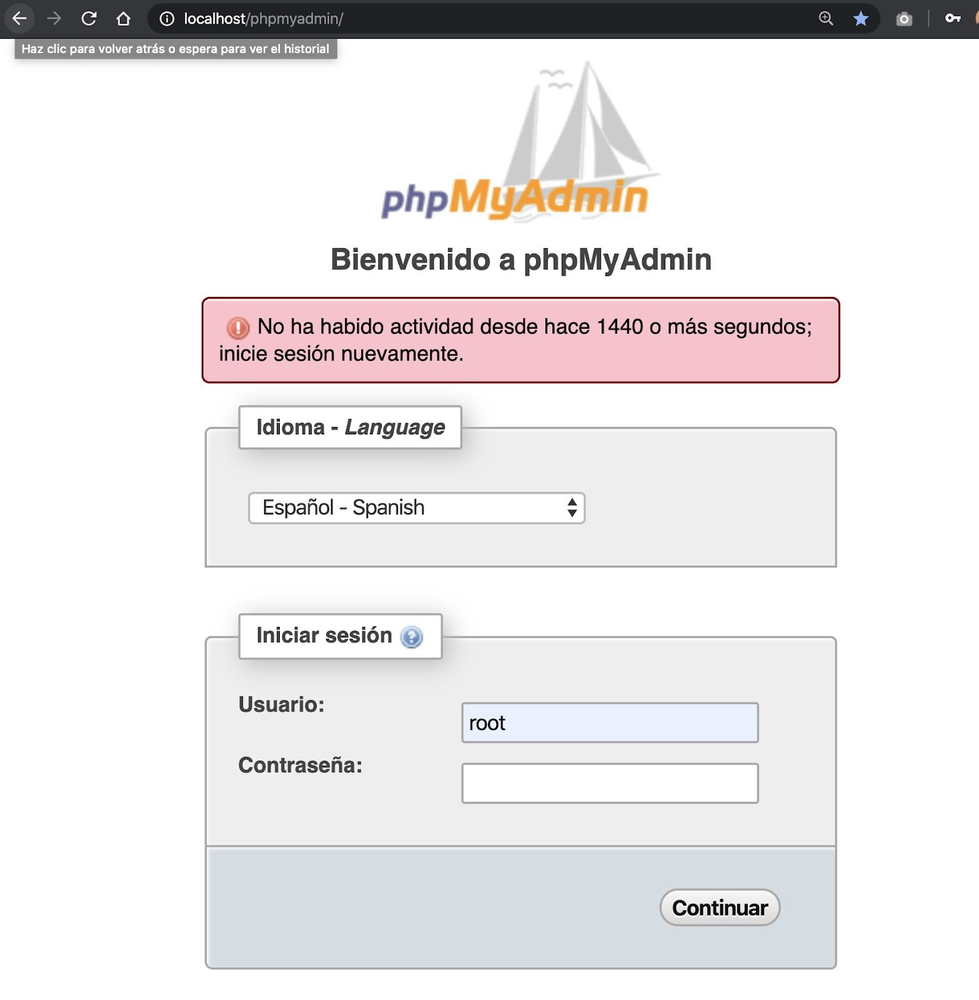 localhost/phpmyadmin/
Haz clic para volver atrás o espera para ver el historial
phpMyAdmin
Bienvenido a phpMyAdmin
No ha habido actividad desde hace 1440 o más segundos;
inicie sesión nuevamente.
Idioma - Language
Español - Spanish
Iniciar sesión
Usuario:
root
Contraseña:
Continuar